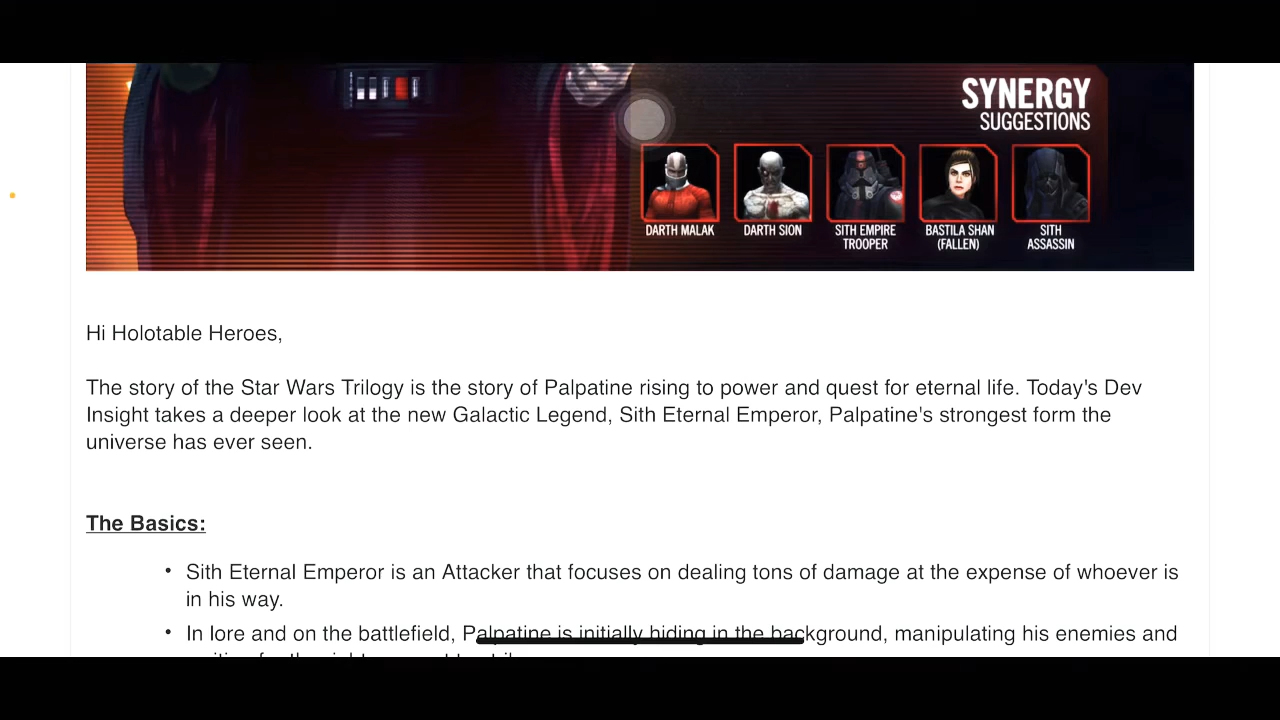 SYNERGY
SUGGESTIONS
DARTH MALAK
DARTH SION
SITH EMPIRE
TROOPER
BASTILA SHAN
(FALLEN)
SITH
ASSASSIN
Hi Holotable Heroes,
The story of the Star Wars Trilogy is the story of Palpatine rising to power and quest for eternal life. Today's Dev
Insight takes a deeper look at the new Galactic Legend, Sith Eternal Emperor, Palpatine's strongest form the
universe has ever seen.
The Basics:
• Sith Eternal Emperor is an Attacker that focuses on dealing tons of damage at the expense of whoever is
in his way.
• In lore and on the battlefield, Palpatine is initially hiding in the background, manipulating his enemies and